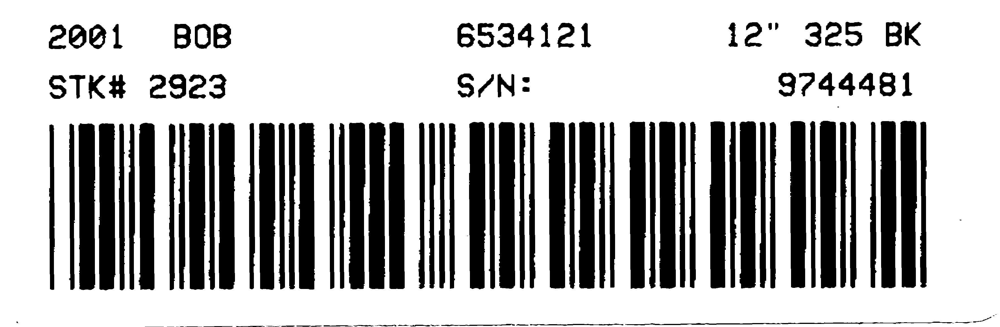 2001 BOB 6534121 12" 325 BK
STK# 2923 S/N: 9744481